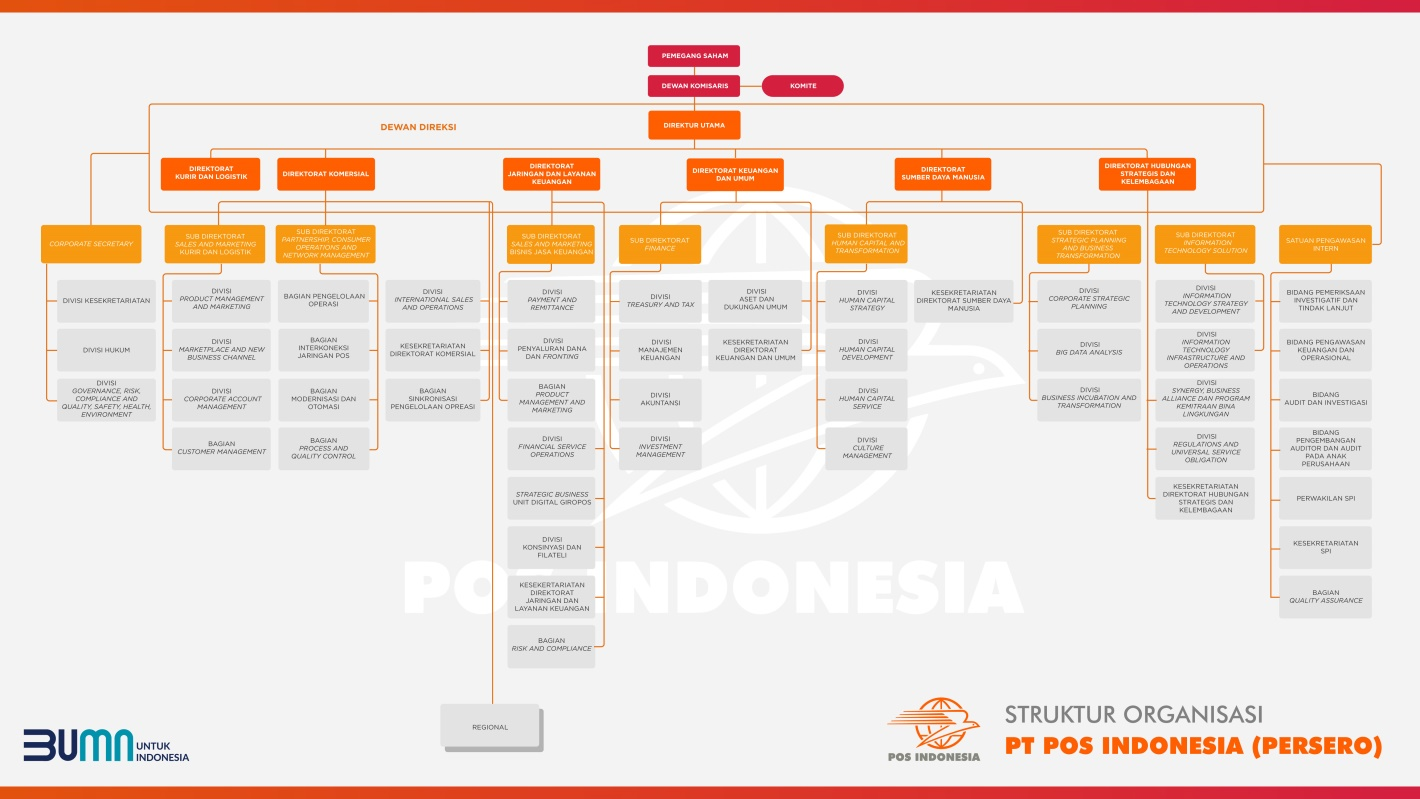 PEMEGANG SAHAM
DEWAN KOMISARIS
KOMITE
DEWAN DIREKSI
DIREKTUR UTAMA
DIREKTORAT
KURIR DAN LOGISTIK
DIREKTORAT KOMERSIAL
DIREKTORAT
JARINGAN DAN LAYANAN
KEUANGAN
DIREKTORAT KEUANGAN
DAN UMUM
DIREKTORAT
SUMBER DAYA MANUSIA
DIREKTORAT HUBUNGAN
STRATEGIS DAN
KELEMBAGAAN
CORPORATE SECRETARY
DIVISI KESEKRETARIATAN
DIVISI HUKUM
DIVISI
GOVERNANCE, RISK,
COMPLIANCE AND
QUALITY, SAFETY, HEALTH,
ENVIRONMENT
SUB DIREKTORAT
SALES AND MARKETING
KURIR DAN LOGISTIK
DIVISI
PRODUCT MANAGEMENT
AND MARKETING
DIVISI
MARKETPLACE AND NEW
BUSINESS CHANNEL
DIVISI
CORPORATE ACCOUNT
MANAGEMENT
BAGIAN
CUSTOMER MANAGEMENT
SUB DIREKTORAT
PARTNERSHIP, CONSUMER
OPERATIONS AND
NETWORK MANAGEMENT
BAGIAN PENGELOLAAN
OPERASI
BAGIAN
INTERKONEKSI
JARINGAN POS
BAGIAN
MODERNISASI DAN
OTOMASI
BAGIAN
PROCESS AND
QUALITY CONTROL
DIVISI
INTERNATIONAL SALES
AND OPERATIONS
KESEKRETARIATAN
DIREKTORAT KOMERSIAL
BAGIAN
SINKRONISASI
PENGELOLAAN OPREASI
SUB DIREKTORAT
SALES AND MARKETING
BISNIS JASA KEUANGAN
DIVISI
PAYMENT AND
REMITTANCE
DIVISI
PENYALURAN DANA
DAN FRONTING
BAGIAN
PRODUCT
MANAGEMENT AND
MARKETING
DIVISI
FINANCIAL SERVICE
OPERATIONS
STRATEGIC BUSINESS
UNIT DIGITAL GIROPOS
DIVISI
KONSINYASI DAN
FILATELI
KESEKERTARIATAN
DIREKTORAT
JARINGAN DAN
LAYANAN KEUANGAN
BAGIAN
RISK AND COMPLIANCE
SUB DIREKTORAT
FINANCE
DIVISI
TREASURY AND TAX
DIVISI
MANAJEMEN
KEUANGAN
DIVISI
AKUNTANSI
DIVISI
INVESTMENT
MANAGEMENT
DIVISI
ASET DAN
DUKUNGAN UMUM
KESEKRETARIATAN
DIREKTORAT
KEUANGAN DAN UMUM
SUB DIREKTORAT
HUMAN CAPITAL AND
TRANSFORMATION
DIVISI
HUMAN CAPITAL
STRATEGY
DIVISI
HUMAN CAPITAL
DEVELOPMENT
DIVISI
HUMAN CAPITAL
SERVICE
DIVISI
CULTURE
MANAGEMENT
KESEKRETARIATAN
DIREKTORAT SUMBER DAYA
MANUSIA
SUB DIREKTORAT
STRATEGIC PLANNING
AND BUSINESS
TRANSFORMATION
DIVISI
CORPORATE STRATEGIC
PLANNING
DIVISI
BIG DATA ANALYSIS
DIVISI
BUSINESS INCUBATION AND
TRANSFORMATION
SUB DIREKTORAT
INFORMATION
TECHNOLOGY SOLUTION
DIVISI
INFORMATION
TECHNOLOGY STRATEGY
AND DEVELOPMENT
DIVISI
INFORMATION
TECHNOLOGY
INFRASTRUCTURE AND
OPERATIONS
DIVISI
SYNERGY, BUSINESS
ALLIANCE DAN PROGRAM
KEMITRAAN BINA
LINGKUNGAN
DIVISI
REGULATIONS AND
UNIVERSAL SERVICE
OBLIGATION
KESEKRETARIATAN
DIREKTORAT HUBUNGAN
STRATEGIS DAN
KELEMBAGAAN
SATUAN PENGAWASAN
INTERN
BIDANG PEMERIKSAAN
INVESTIGATIF DAN
TINDAK LANJUT
BIDANG PENGAWASAN
KEUANGAN DAN
OPERASIONAL
BIDANG
AUDIT DAN INVESTIGASI
BIDANG
PENGEMBANGAN
AUDITOR DAN AUDIT
PADA ANAK
PERUSAHAAN
PERWAKILAN SPI
KESEKRETARIATAN
SPI
BAGIAN
QUALITY ASSURANCE
POS INDONESIA
REGIONAL
BUMN UNTUK
INDONESIA
POS INDONESIA
STRUKTUR ORGANISASI
PT POS INDONESIA (PERSERO)